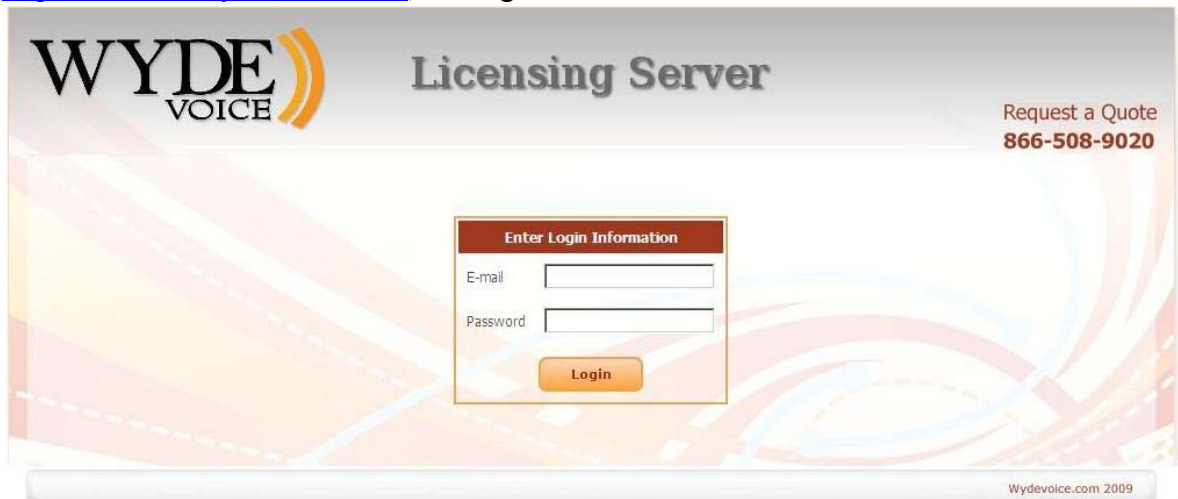 WYDE
VOICE
Licensing Server
Request a Quote
866-508-9020
Enter Login Information
E-mail
Password
Login
Wydevoice.com 2009